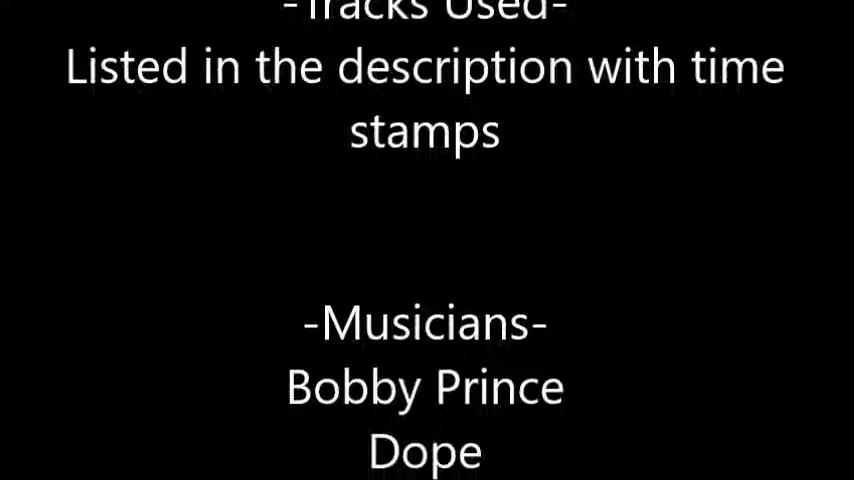 -Tracks Used-
Listed in the description with time
stamps
-Musicians-
Bobby Prince
Dope